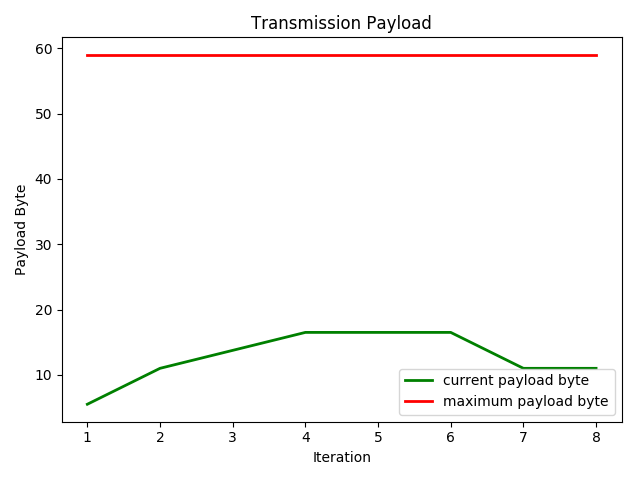 Transmission Payload
60
50
40
30
20
10
Payload Byte
current payload byte
maximum payload byte
1 2 3 4 5 6 7 8
Iteration